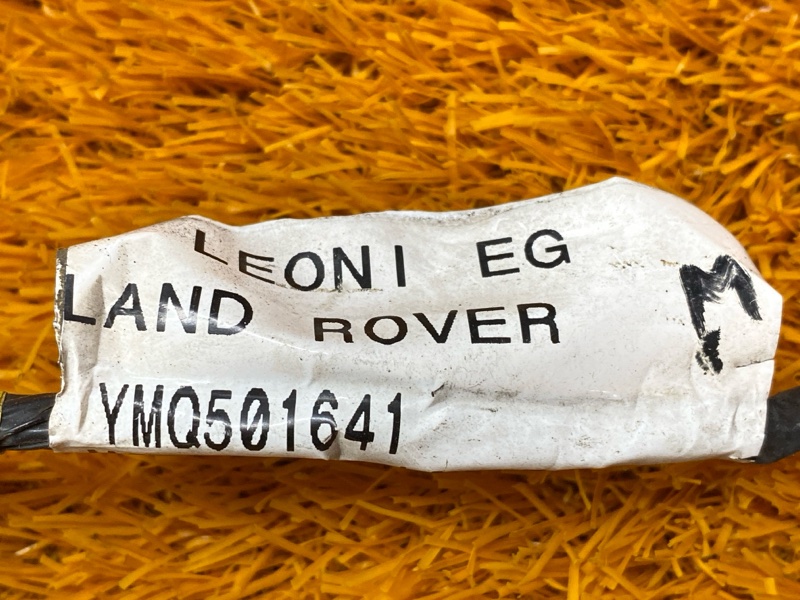 LEONI EG
LAND ROVER
M
YMQ501641